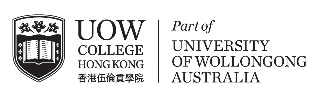 UOW
COLLEGE
HONG KONG
香港伍倫貢學院
Part of
UNIVERSITY
OF WOLLONGONG
AUSTRALIA